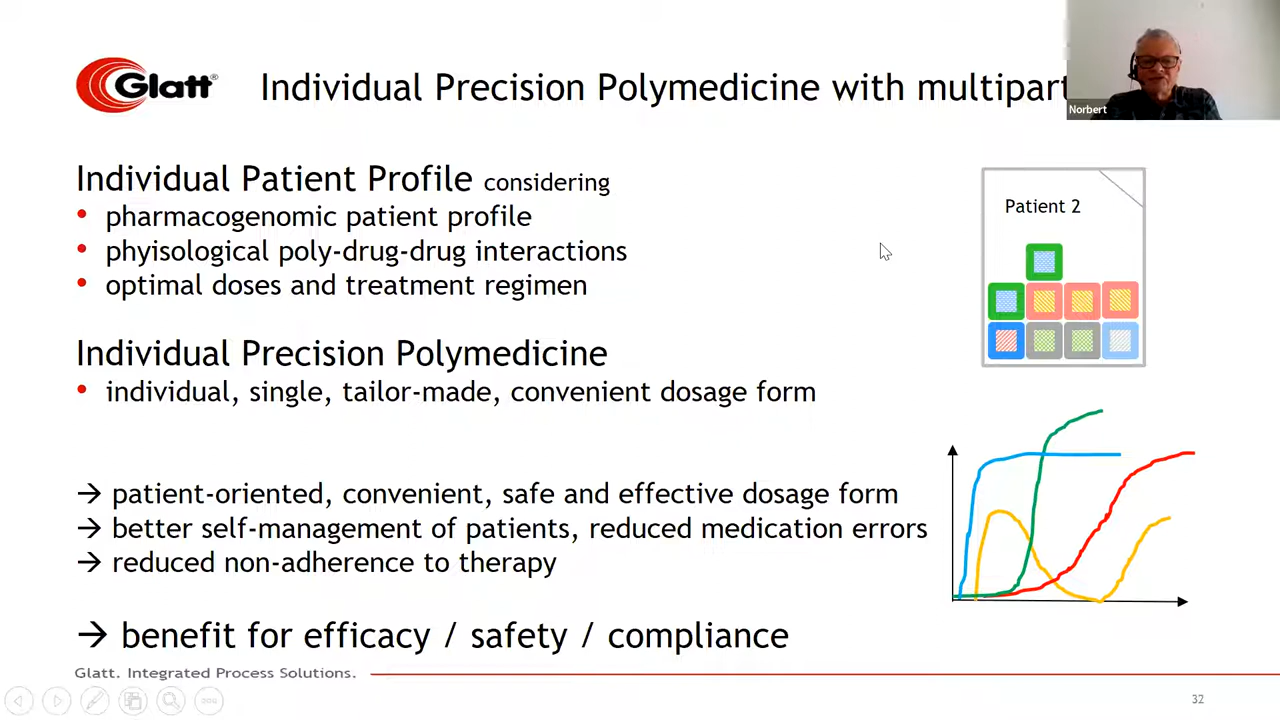 Glatt®
Individual Precision Polymedicine with multipart
Norbert
Individual Patient Profile considering
• pharmacogenomic patient profile
• phyisological poly-drug-drug interactions
• optimal doses and treatment regimen
Patient 2
Individual Precision Polymedicine
• individual, single, tailor-made, convenient dosage form
→ patient-oriented, convenient, safe and effective dosage form
→ better self-management of patients, reduced medication errors
→ reduced non-adherence to therapy
→ benefit for efficacy / safety / compliance
Glatt. Integrated Process Solutions.
32